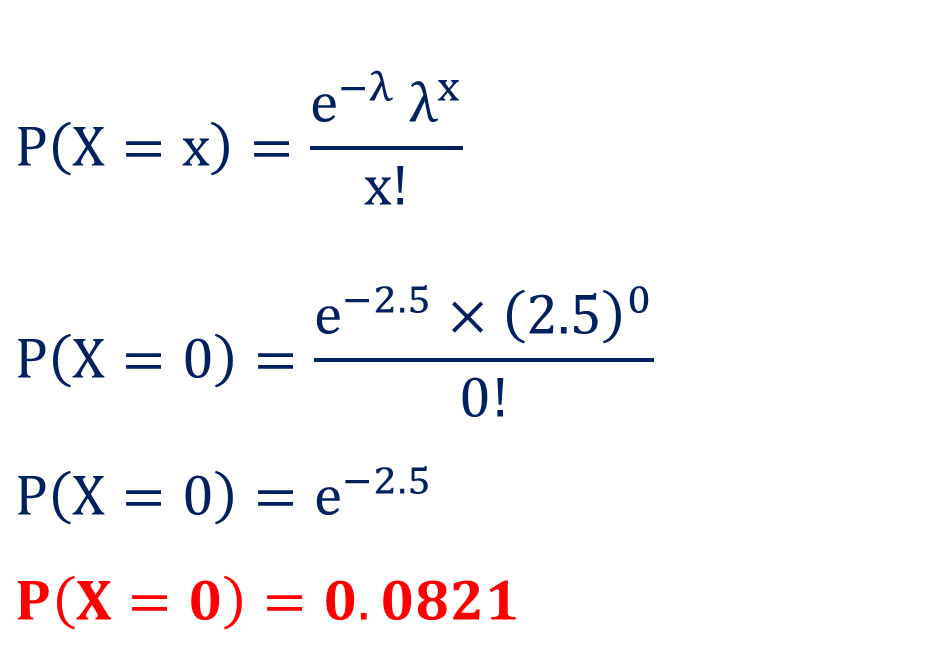 P(X = x) = e^−λ λ^x / x!
P(X = 0) = e^−2.5 × (2.5)^0 / 0!
P(X = 0) = e^−2.5
P(X = 0) = 0.0821